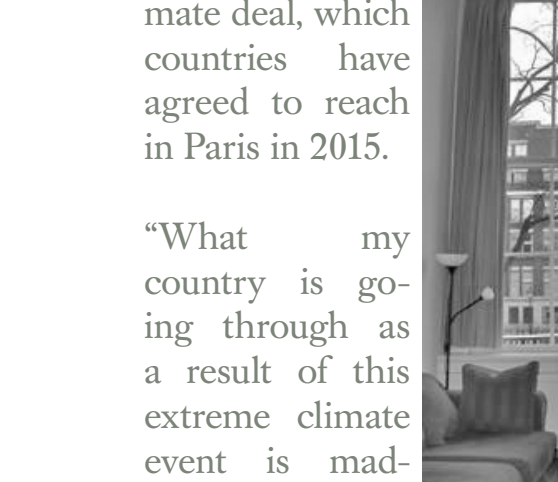 mate deal, which
countries have
agreed to reach
in Paris in 2015.
“What my
country is go-
ing through as
a result of this
extreme climate
event is mad-